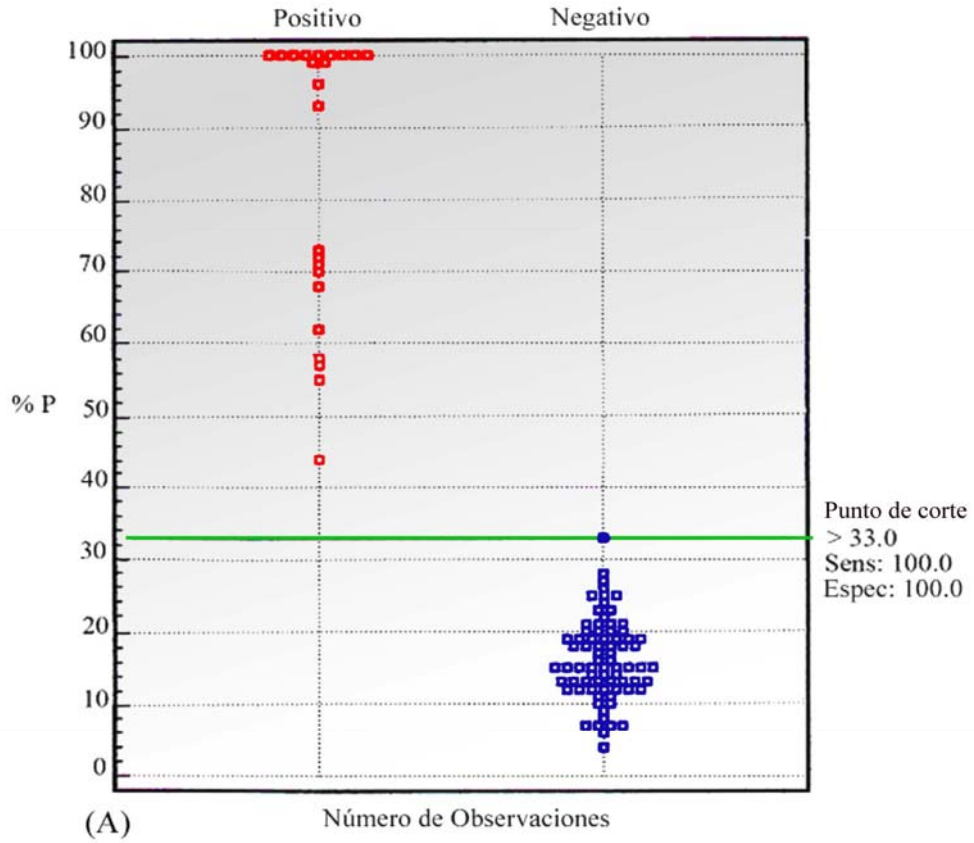 Positivo Negativo
100
90
80
70
60
% P
50
40
Punto de corte
> 33.0
30
Sens: 100.0
Espec: 100.0
20
10
0
(A) Número de Observaciones